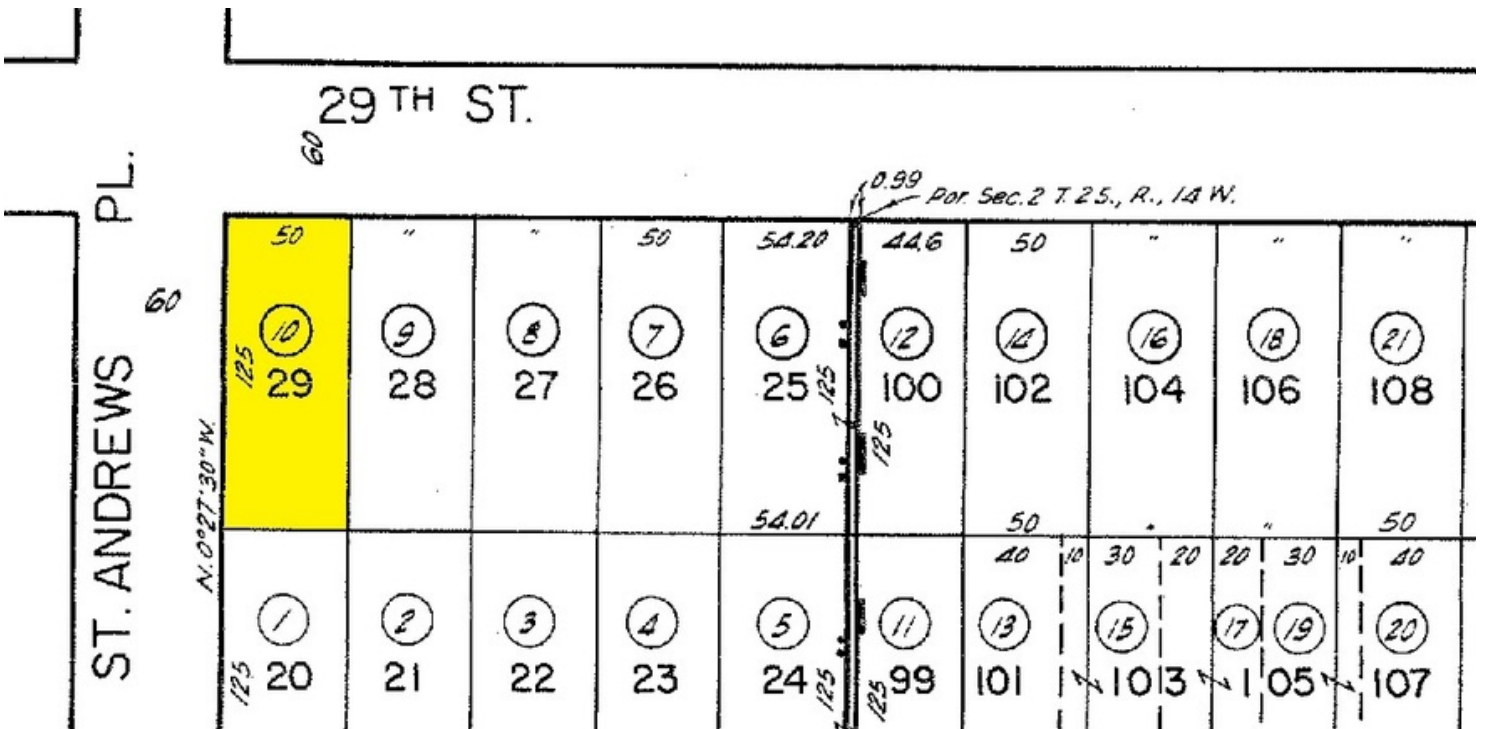 29 TH ST.
60
0.99
Por. Sec. 2 T. 2 S., R., 14 W.
ST. ANDREWS PL.
60
N. 0°27'30" W.
50 " " 50 54.20 44.6 50 " " "
10 9 8 7 6 12 14 16 18 21
125 29 28 27 26 25 125 100 102 104 106 108
125
54.01 50 " " 50
40 10 30 20 20 30 10 40
1 2 3 4 5 11 13 15 17 19 20
125 20 21 22 23 24 125 125 99 101 103 105 107